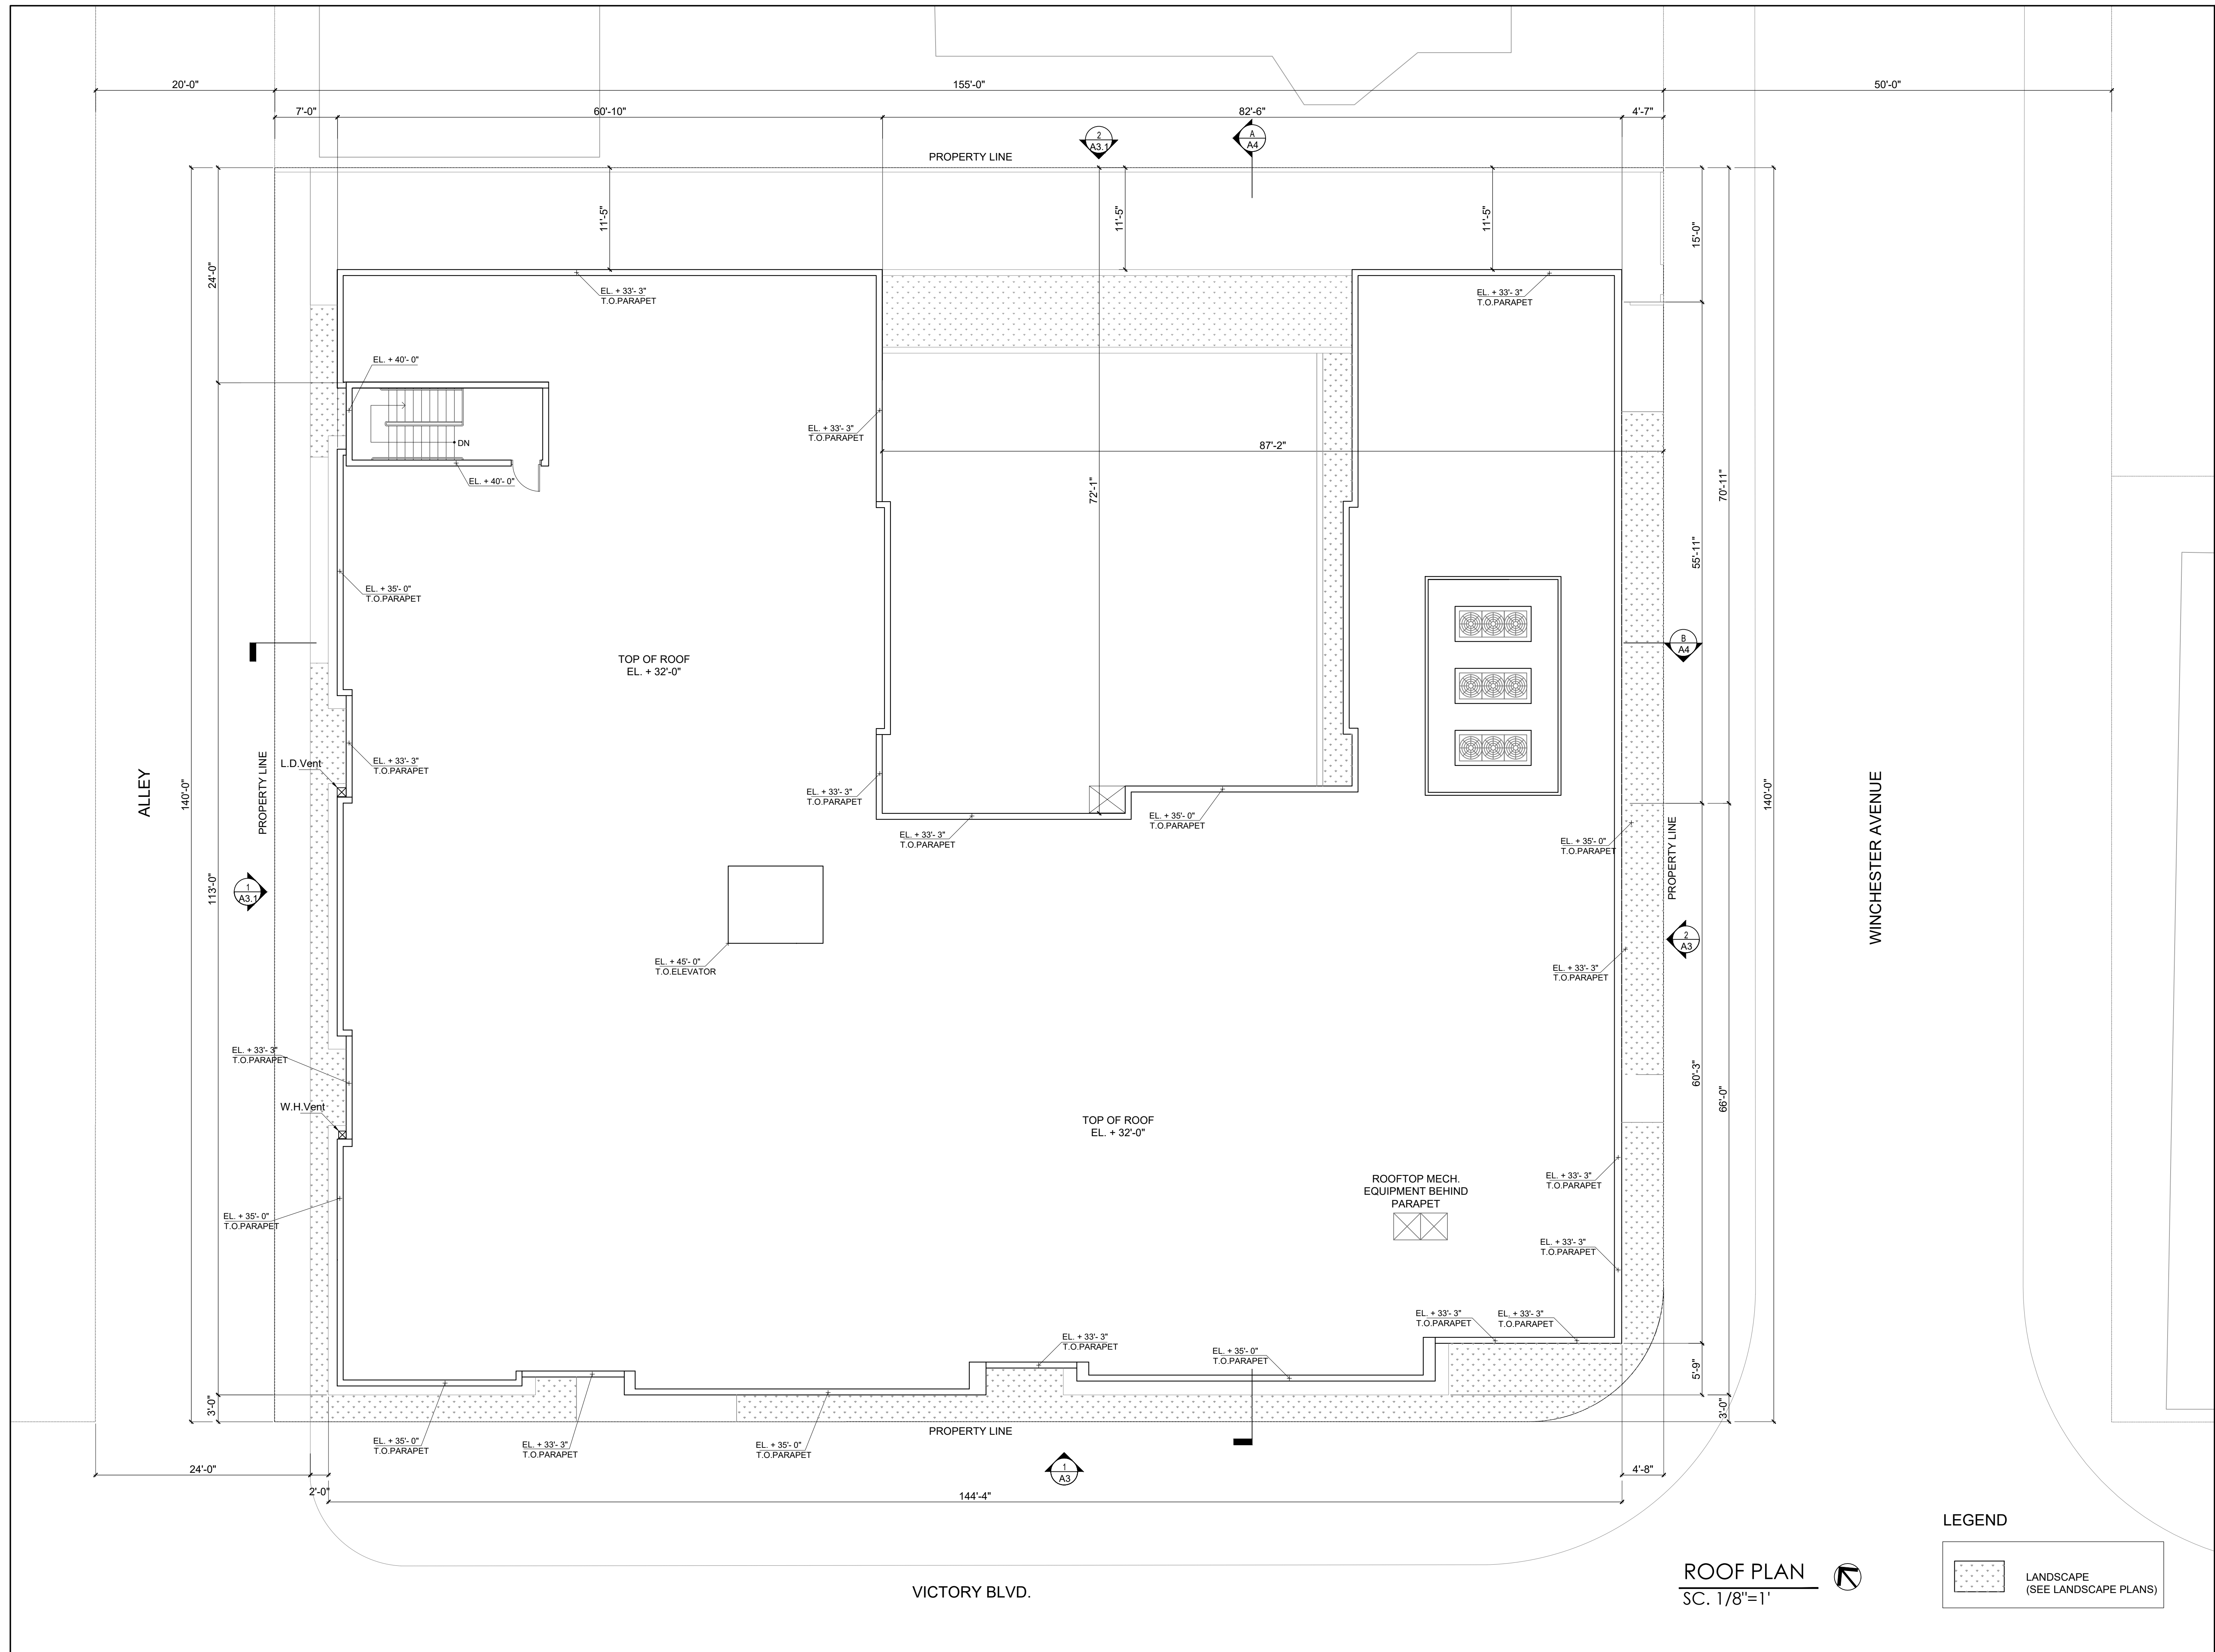 20'-0"
155'-0"
50'-0"
7'-0"
60'-10"
82'-6"
4'-7"
2
A3.1
A
A4
PROPERTY LINE
11'-5"
11'-5"
11'-5"
15'-0"
24'-0"
EL. + 33'- 3"
T.O.PARAPET
EL. + 33'- 3"
T.O.PARAPET
EL. + 40'- 0"
DN
EL. + 40'- 0"
EL. + 33'- 3"
T.O.PARAPET
87'-2"
72'-1"
70'-11"
55'-11"
EL. + 35'- 0"
T.O.PARAPET
TOP OF ROOF
EL. + 32'-0"
B
A4
ALLEY
140'-0"
PROPERTY LINE
L.D.Vent
EL. + 33'- 3"
T.O.PARAPET
EL. + 33'- 3"
T.O.PARAPET
EL. + 33'- 3"
T.O.PARAPET
EL. + 35'- 0"
T.O.PARAPET
EL. + 35'- 0"
T.O.PARAPET
PROPERTY LINE
140'-0"
WINCHESTER AVENUE
113'-0"
1
A3.1
2
A3
EL. + 45'- 0"
T.O.ELEVATOR
EL. + 33'- 3"
T.O.PARAPET
EL. + 33'- 3"
T.O.PARAPET
W.H.Vent
TOP OF ROOF
EL. + 32'-0"
60'-3"
66'-0"
EL. + 35'- 0"
T.O.PARAPET
ROOFTOP MECH.
EQUIPMENT BEHIND
PARAPET
EL. + 33'- 3"
T.O.PARAPET
EL. + 33'- 3"
T.O.PARAPET
EL. + 33'- 3"
T.O.PARAPET
EL. + 33'- 3"
T.O.PARAPET
EL. + 33'- 3"
T.O.PARAPET
EL. + 35'- 0"
T.O.PARAPET
5'-9"
3'-0"
3'-0"
PROPERTY LINE
EL. + 35'- 0"
T.O.PARAPET
EL. + 33'- 3"
T.O.PARAPET
EL. + 35'- 0"
T.O.PARAPET
1
A3
24'-0"
2'-0"
144'-4"
4'-8"
VICTORY BLVD.
ROOF PLAN
SC. 1/8"=1'
LEGEND
LANDSCAPE
(SEE LANDSCAPE PLANS)